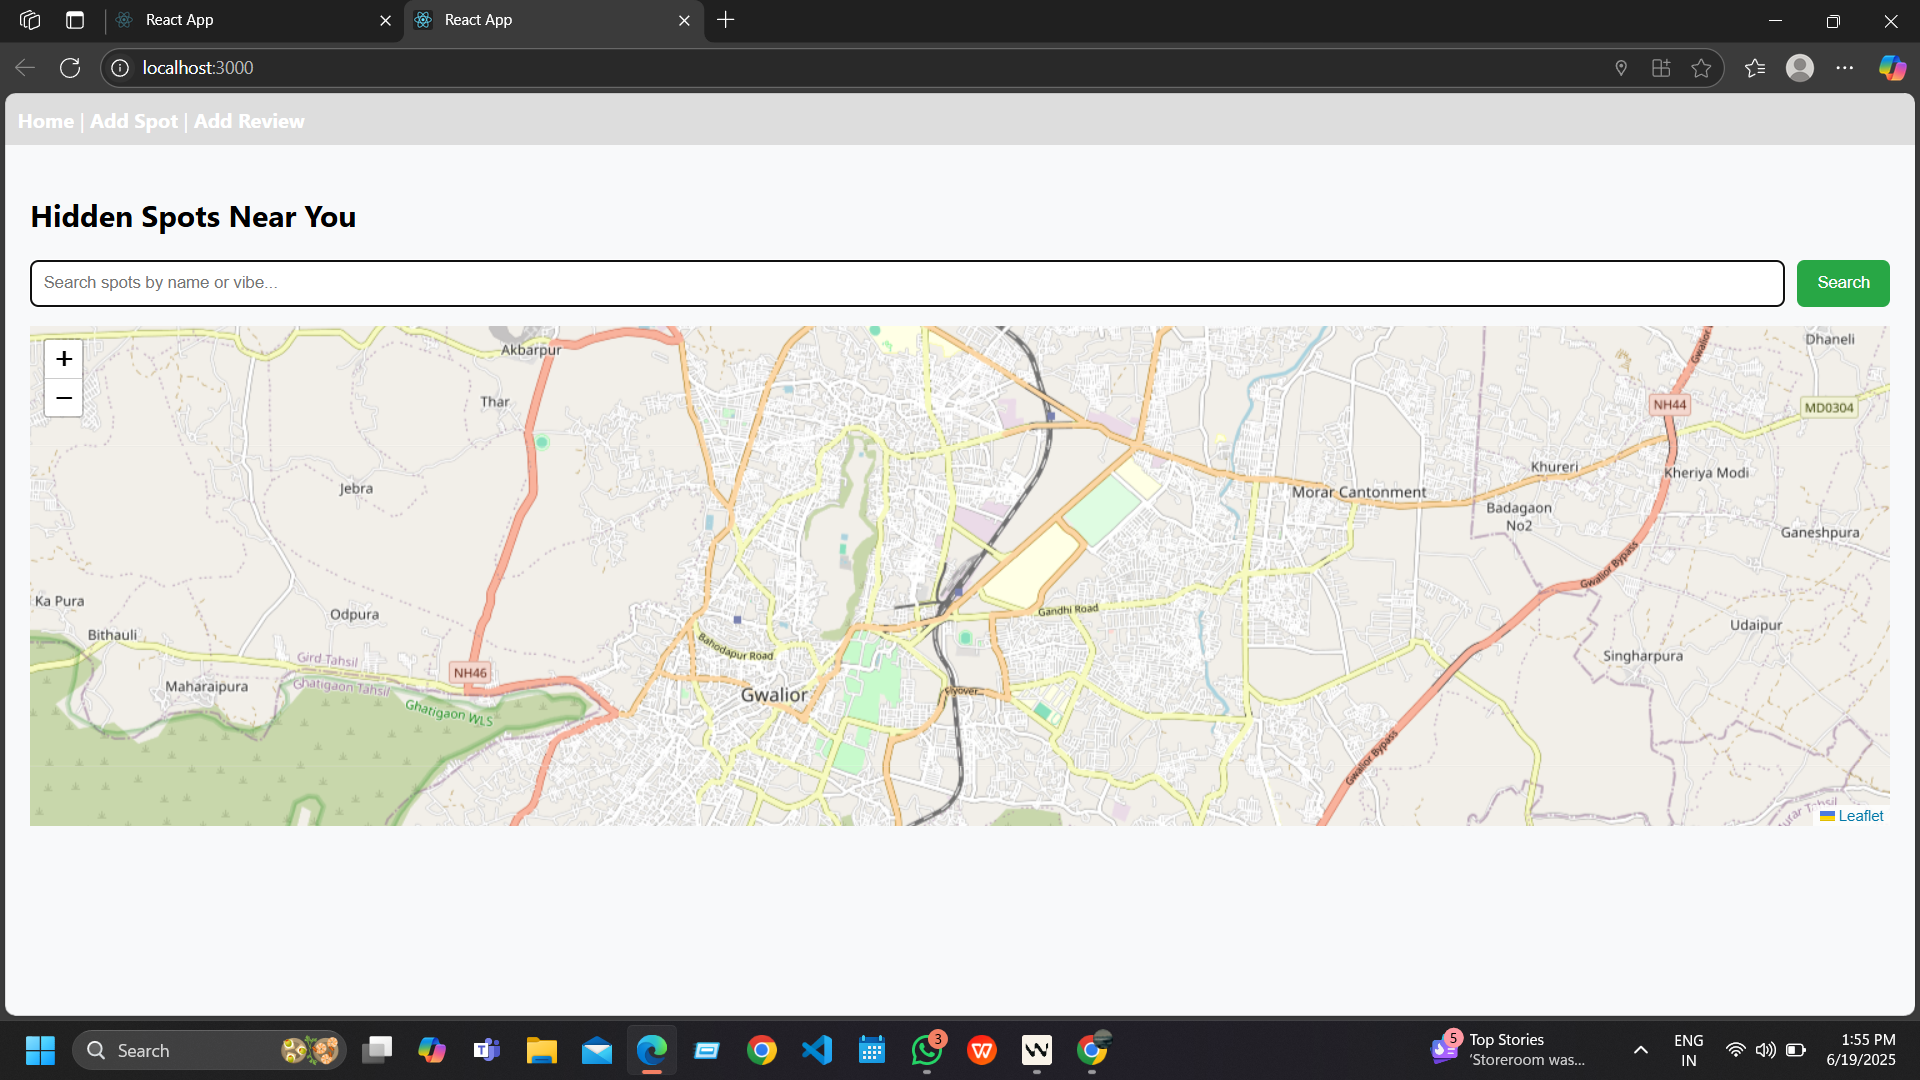 React App
React App
localhost:3000
Home | Add Spot | Add Review
Hidden Spots Near You
Search spots by name or vibe...
Search
+
−
Akbarpur
Dhaneli
Thar
NH44
MD0304
Gwalior
Jebra
Khureri
Kheriya Modi
Morar Cantonment
Badagaon
No2
Ganeshpura
Gwalior Bypass
Ka Pura
Odpura
Gandhi Road
Bithauli
Udaipur
Bahodapur Road
Gird Tahsil
Singharpura
NH46
Maharaipura
Ghatigaon Tahsil
Gwalior
Flyover
Ghatigaon WLS
Gwalior Bypass
Leaflet
Search
3
5
Top Stories
'Storeroom was...
ENG
IN
1:55 PM
6/19/2025